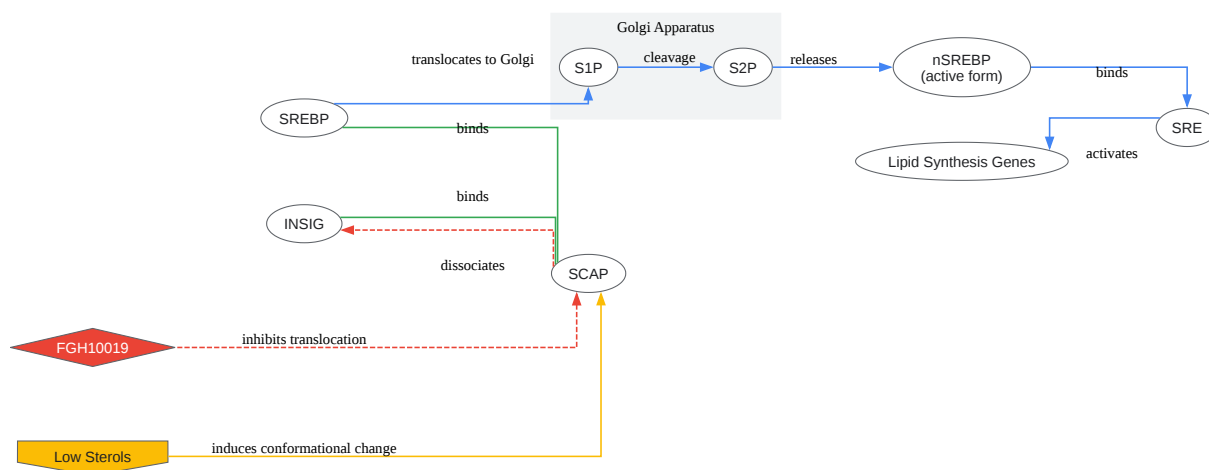 Golgi Apparatus
translocates to Golgi
S1P
cleavage
S2P
releases
nSREBP
(active form)
binds
SREBP
binds
SRE
activates
Lipid Synthesis Genes
binds
INSIG
dissociates
SCAP
FGH10019
inhibits translocation
Low Sterols
induces conformational change